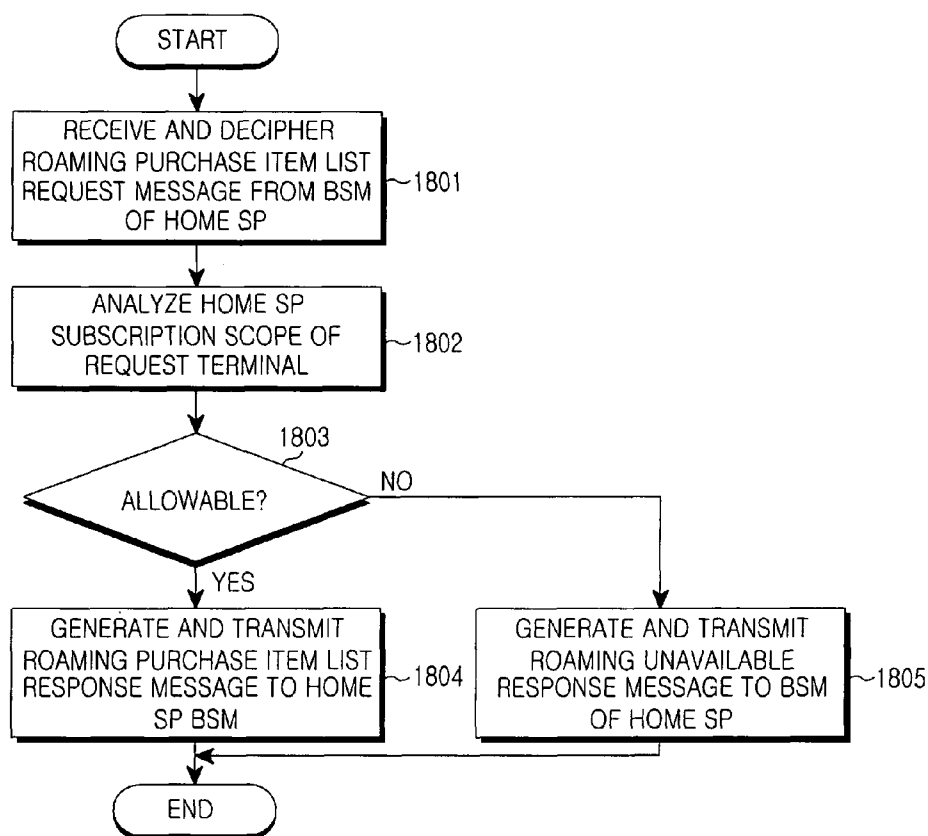 START
RECEIVE AND DECIPHER
ROAMING PURCHASE ITEM LIST
REQUEST MESSAGE FROM BSM
OF HOME SP
1801
ANALYZE HOME SP
SUBSCRIPTION SCOPE OF
REQUEST TERMINAL
1802
1803
ALLOWABLE?
NO
YES
GENERATE AND TRANSMIT
ROAMING PURCHASE ITEM LIST
RESPONSE MESSAGE TO HOME
SP BSM
1804
GENERATE AND TRANSMIT
ROAMING UNAVAILABLE
RESPONSE MESSAGE TO BSM
OF HOME SP
1805
END